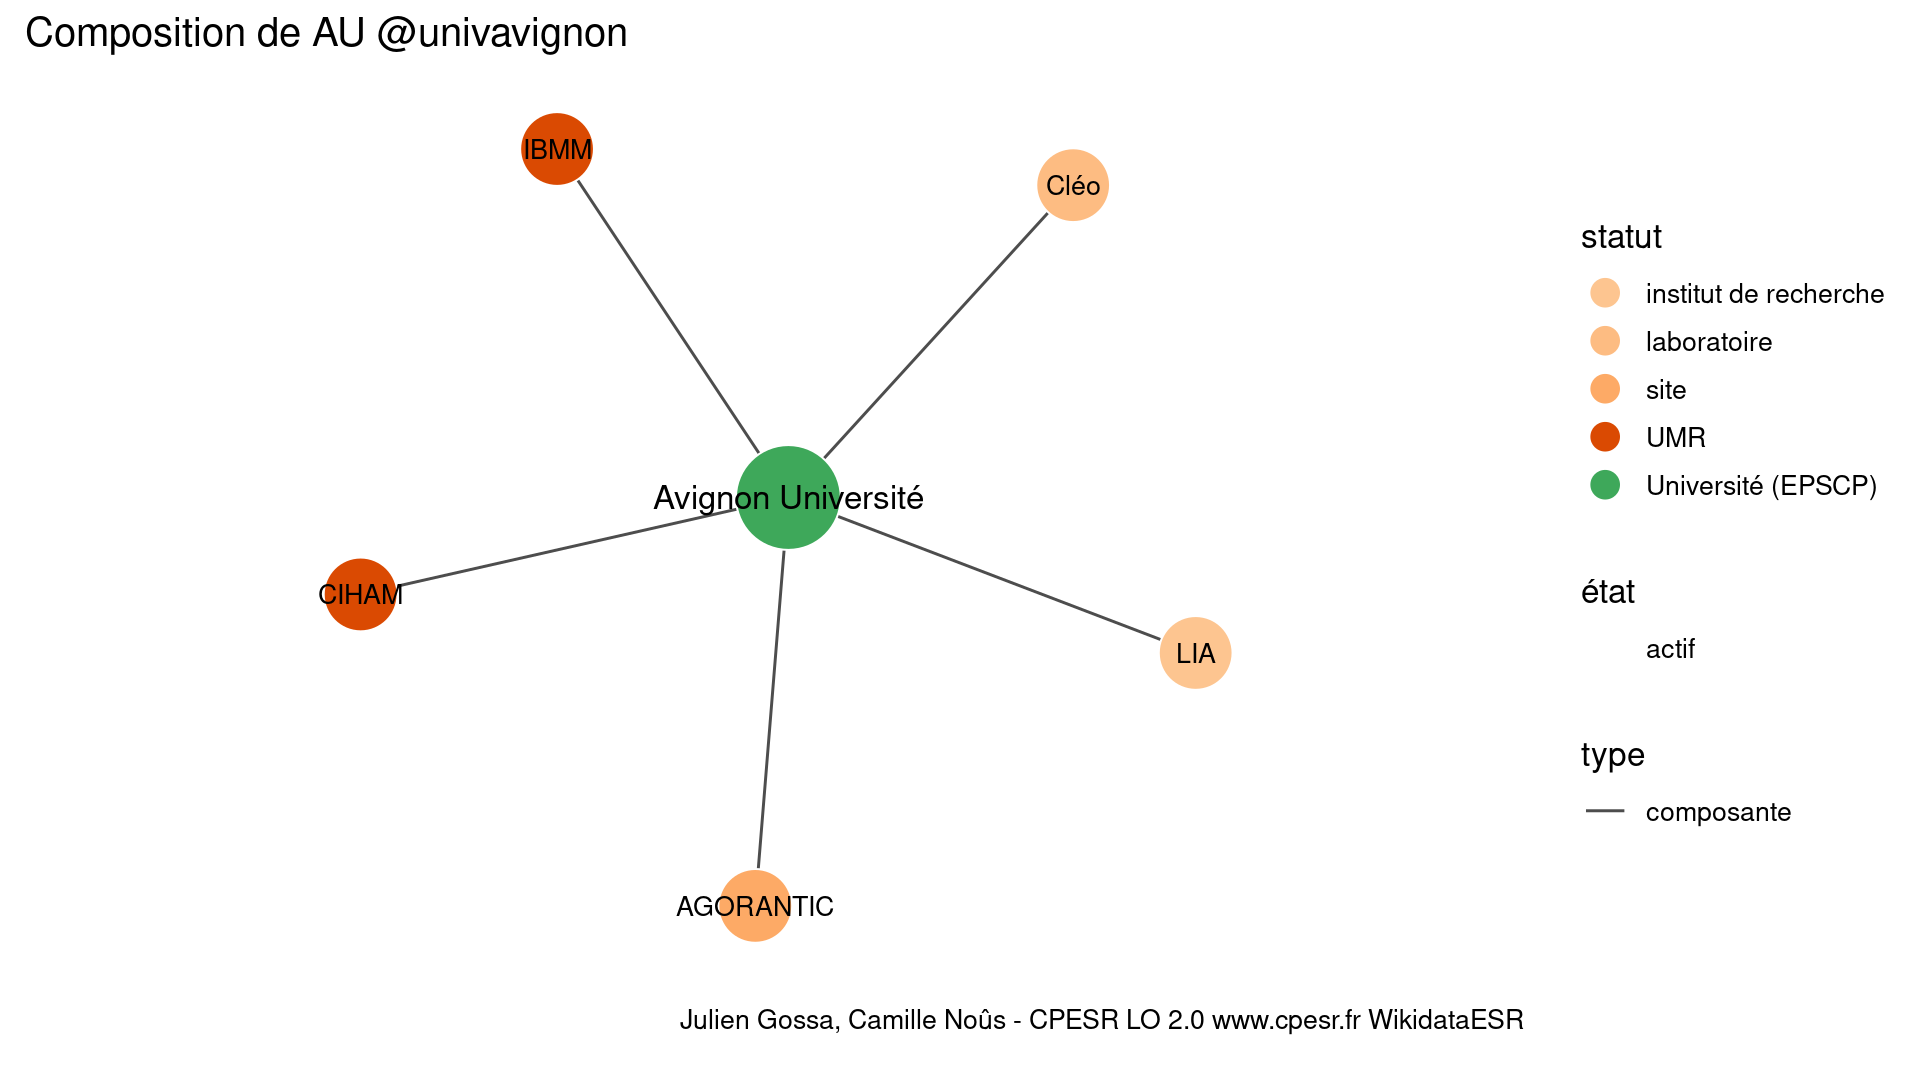 Composition de AU @univavignon
IBMM
Cléo
Avignon Université
CIHAM
LIA
AGORANTIC
statut
institut de recherche
laboratoire
site
UMR
Université (EPSCP)
état
actif
type
composante
Julien Gossa, Camille Noûs - CPESR LO 2.0 www.cpesr.fr WikidataESR